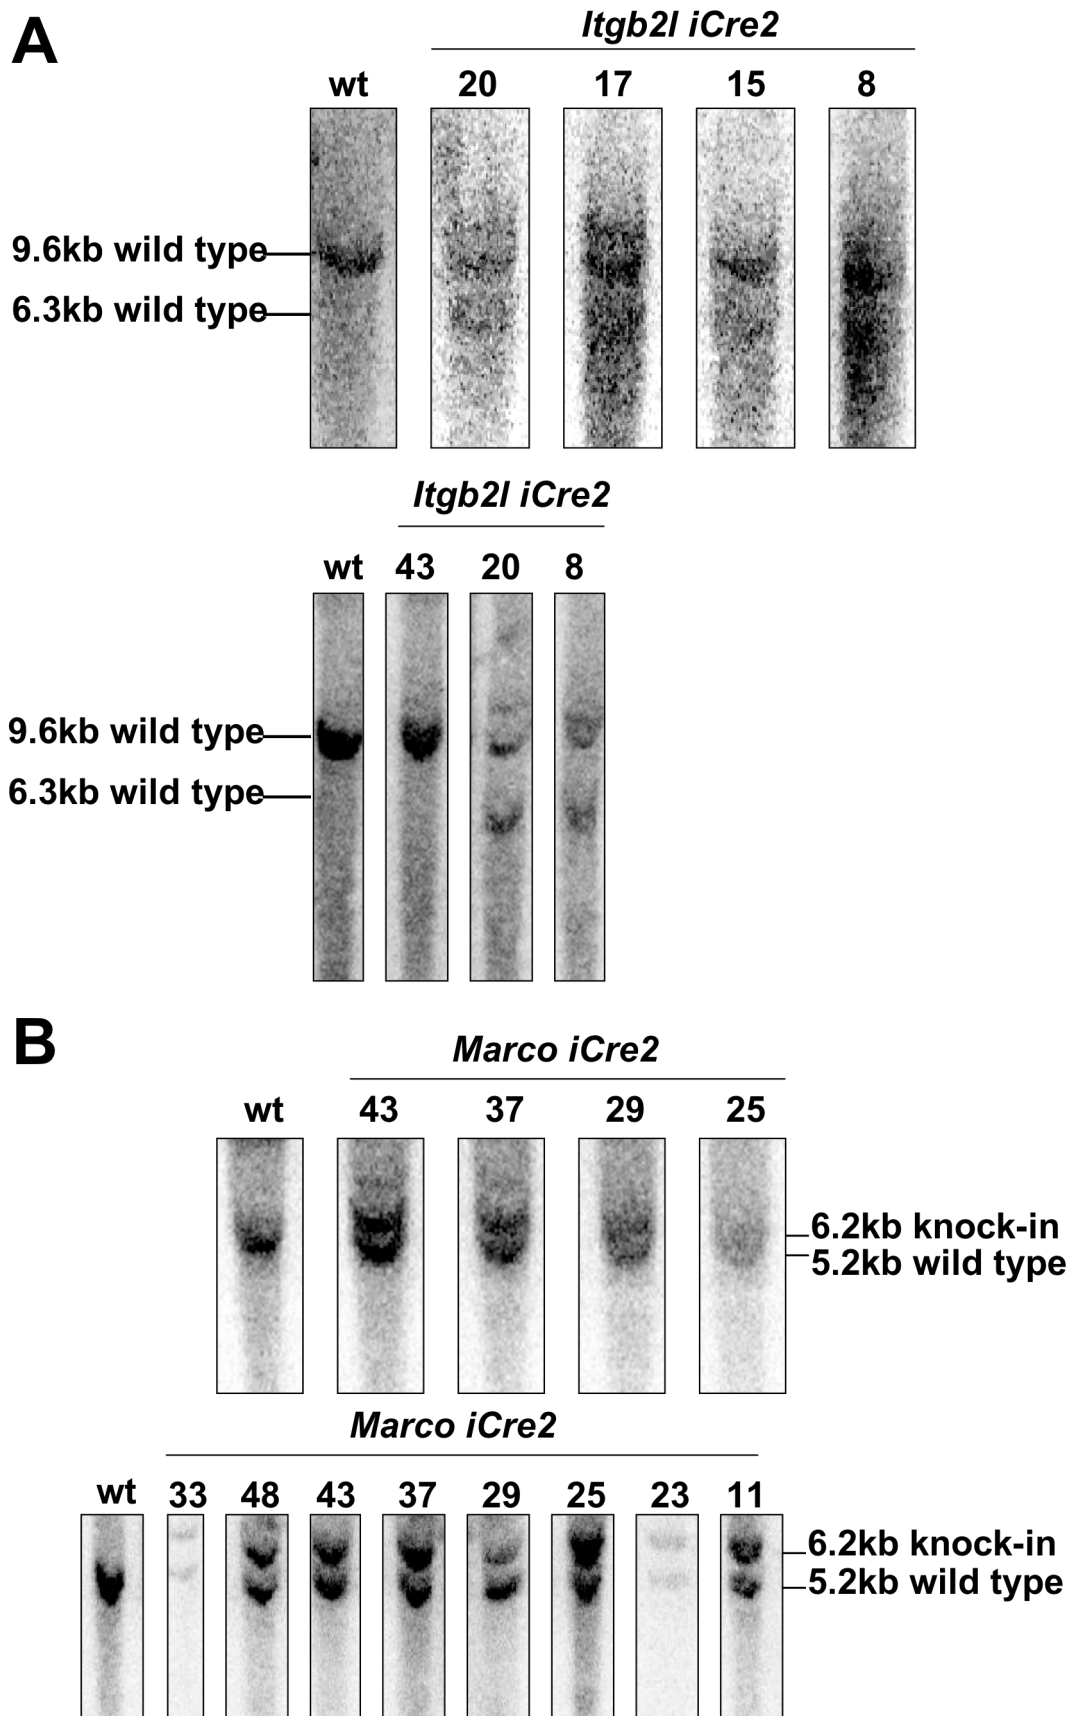 A
Itgb2l iCre2
wt 20 17 15 8
9.6kb wild type
6.3kb wild type
Itgb2l iCre2
wt 43 20 8
9.6kb wild type
6.3kb wild type
B
Marco iCre2
wt 43 37 29 25
6.2kb knock-in
5.2kb wild type
Marco iCre2
wt 33 48 43 37 29 25 23 11
6.2kb knock-in
5.2kb wild type